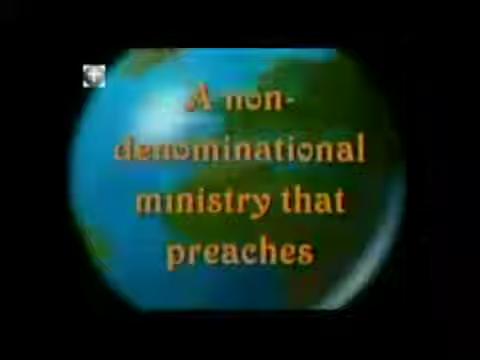 A non-
denominational
ministry that
preaches